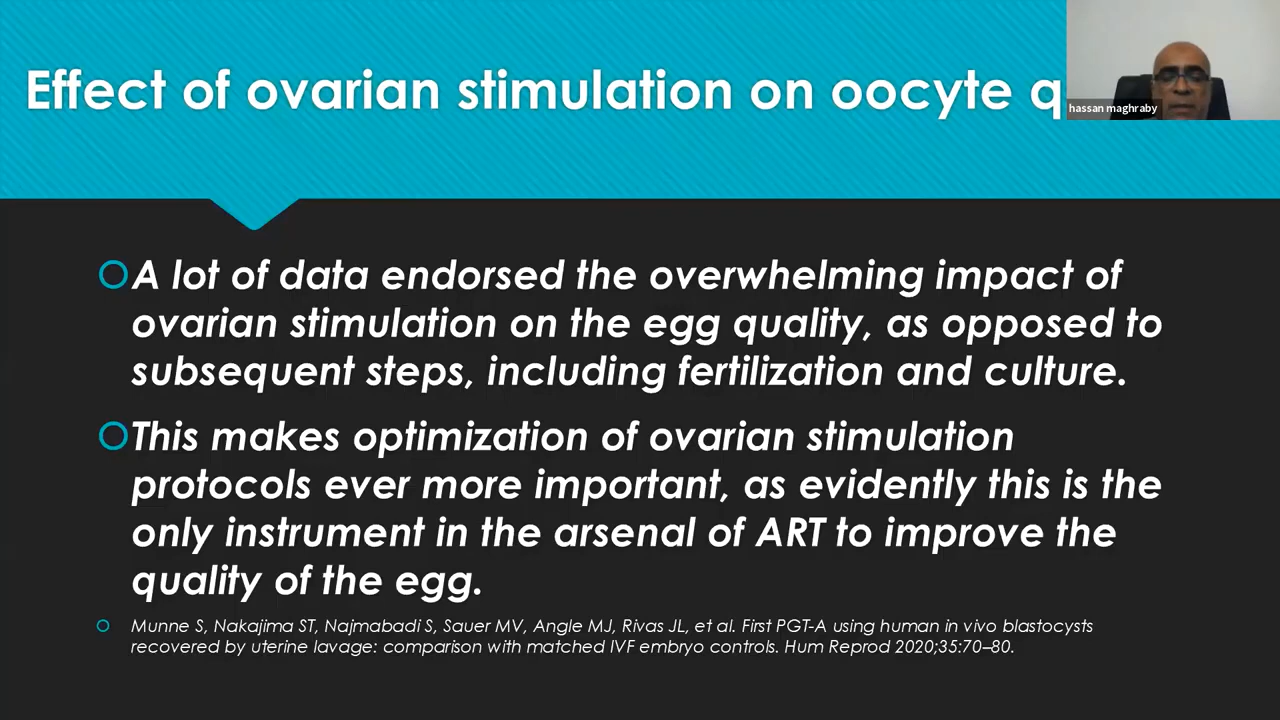 Effect of ovarian stimulation on oocyte q
hassan maghraby
A lot of data endorsed the overwhelming impact of
ovarian stimulation on the egg quality, as opposed to
subsequent steps, including fertilization and culture.
This makes optimization of ovarian stimulation
protocols ever more important, as evidently this is the
only instrument in the arsenal of ART to improve the
quality of the egg.
Munne S, Nakajima ST, Najmabadi S, Sauer MV, Angle MJ, Rivas JL, et al. First PGT-A using human in vivo blastocysts
recovered by uterine lavage: comparison with matched IVF embryo controls. Hum Reprod 2020;35:70–80.